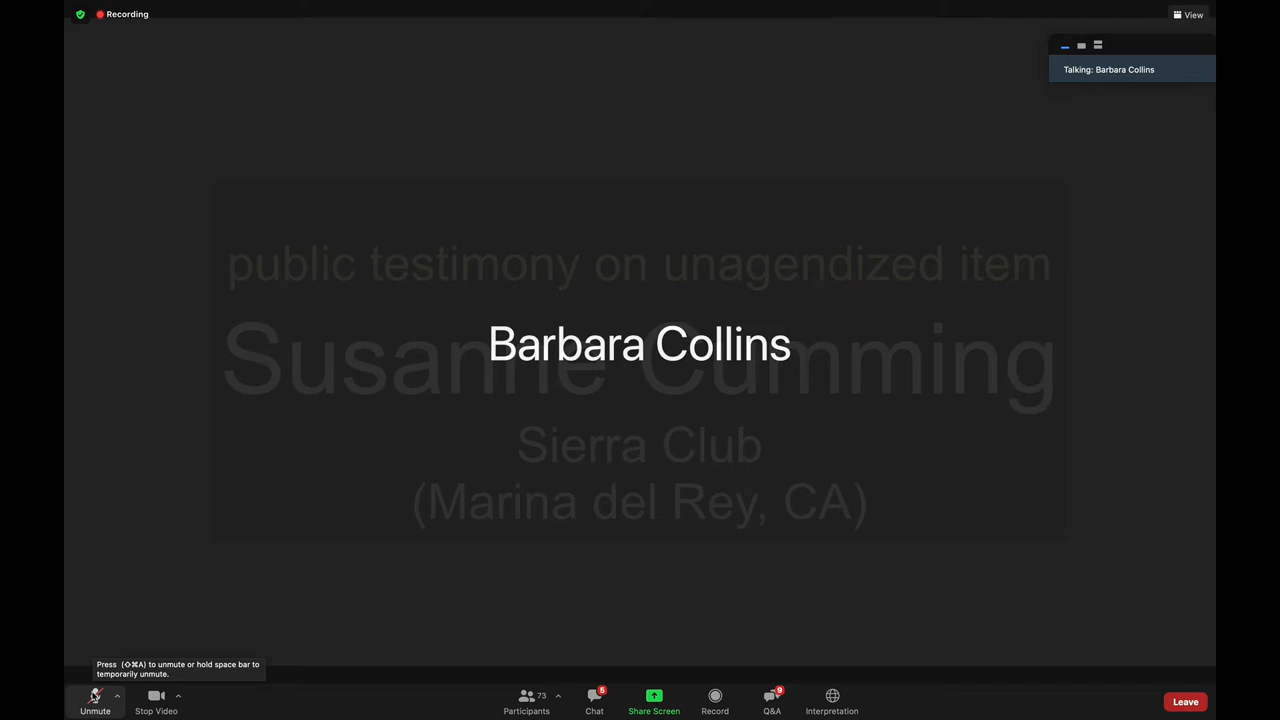 Recording
View
Talking: Barbara Collins
public testimony on unagendized item
Barbara Collins
Susanne Cumming
Sierra Club
(Marina del Rey, CA)
Press (⇧⌘A) to unmute or hold space bar to
temporarily unmute.
Unmute
Stop Video
73
Participants
5
Chat
Share Screen
Record
9
Q&A
Interpretation
Leave